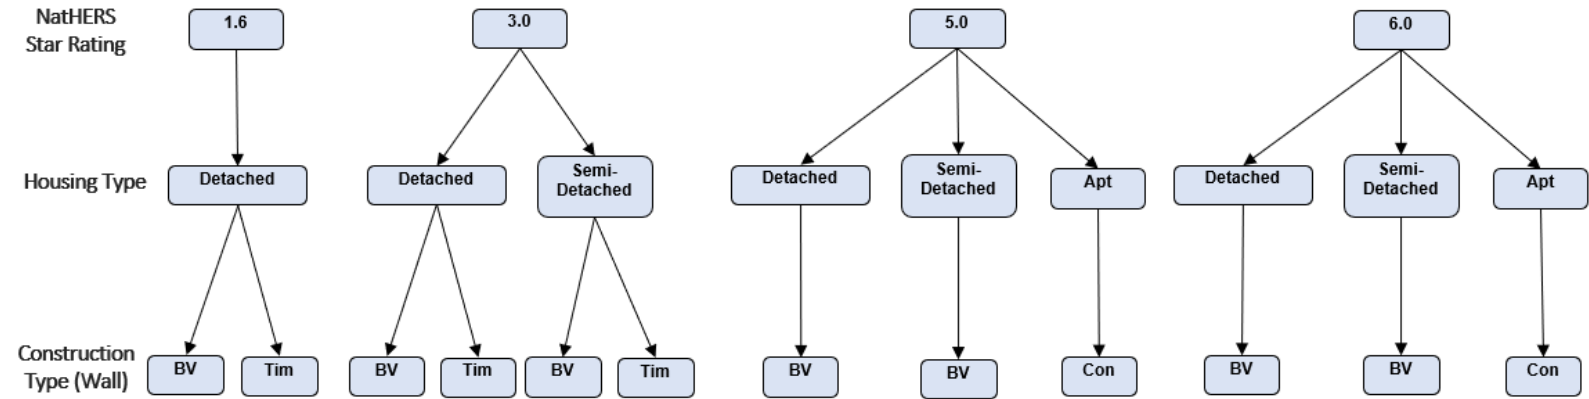 NatHERS
Star Rating
1.6
3.0
5.0
6.0
Housing Type
Detached
Detached
Semi-
Detached
Detached
Semi-
Detached
Apt
Detached
Semi-
Detached
Apt
Construction
Type (Wall)
BV
Tim
BV
Tim
BV
Tim
BV
BV
Con
BV
BV
Con